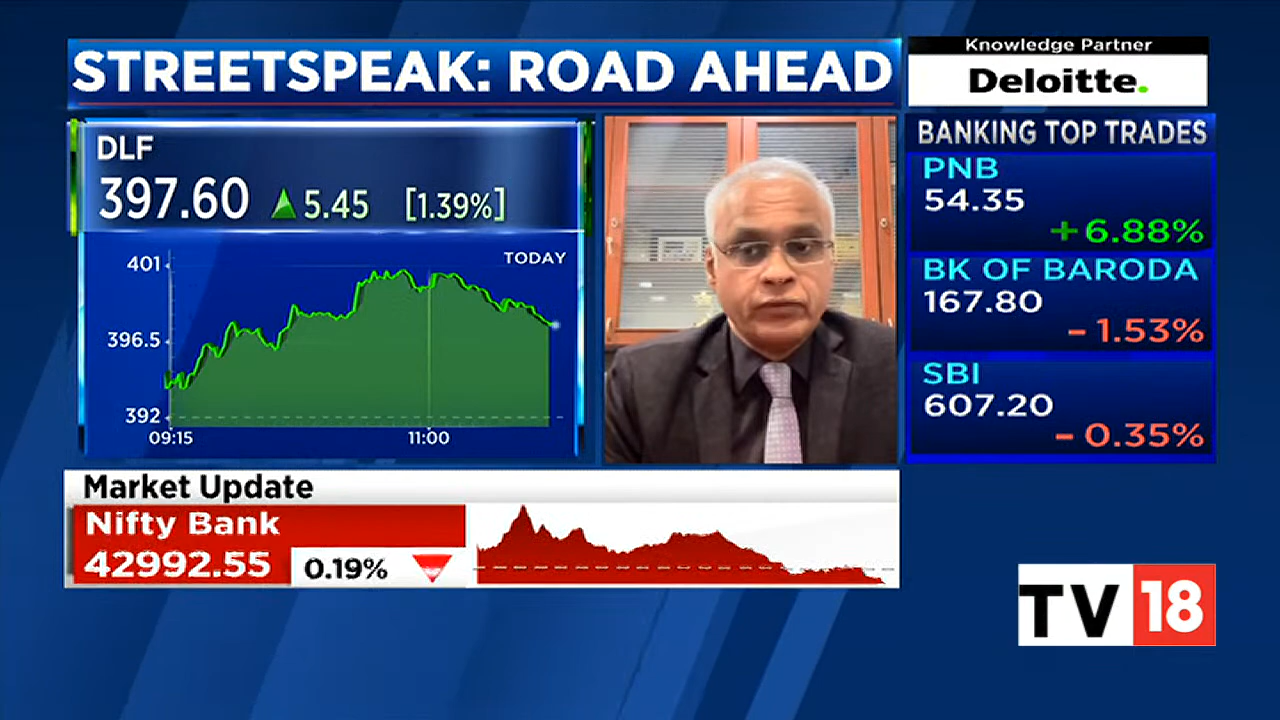 STREETSPEAK: ROAD AHEAD
Knowledge Partner
Deloitte.
DLF
397.60 ▲ 5.45 [1.39%]
TODAY
401
396.5
392
09:15 11:00
BANKING TOP TRADES
PNB
54.35
+6.88%
BK OF BARODA
167.80
-1.53%
SBI
607.20
-0.35%
Market Update
Nifty Bank
42992.55 0.19% ▼
TV18